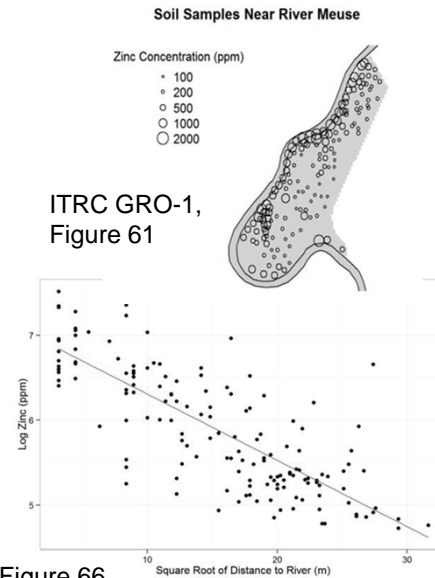 Soil Samples Near River Meuse
Zinc Concentration (ppm)
100
200
500
1000
2000
ITRC GRO-1,
Figure 61
7
6
5
Log Zinc (ppm)
10
20
30
Square Root of Distance to River (m)
Figure 66